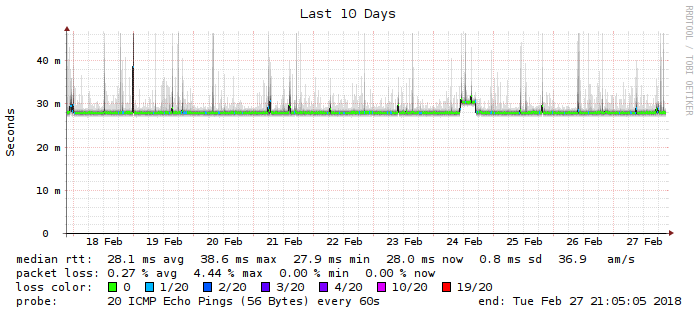 Last 10 Days
RRDTOOL / TOBI OETIKER
Seconds
40 m
30 m
20 m
10 m
0
18 Feb 19 Feb 20 Feb 21 Feb 22 Feb 23 Feb 24 Feb 25 Feb 26 Feb 27 Feb
median rtt: 28.1 ms avg 38.6 ms max 27.9 ms min 28.0 ms now 0.8 ms sd 36.9 am/s
packet loss: 0.27 % avg 4.44 % max 0.00 % min 0.00 % now
loss color: 0 1/20 2/20 3/20 4/20 10/20 19/20
probe: 20 ICMP Echo Pings (56 Bytes) every 60s end: Tue Feb 27 21:05:05 2018